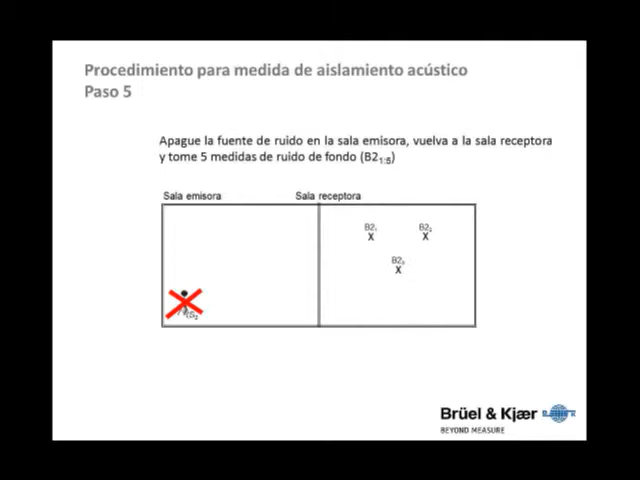 Procedimiento para medida de aislamiento acústico
Paso 5
Apague la fuente de ruido en la sala emisora, vuelva a la sala receptora
y tome 5 medidas de ruido de fondo (B2₁:₅)
Sala emisora Sala receptora
B2₁ B2₂
X X
B2₃
X
Brüel & Kjær
BEYOND MEASURE